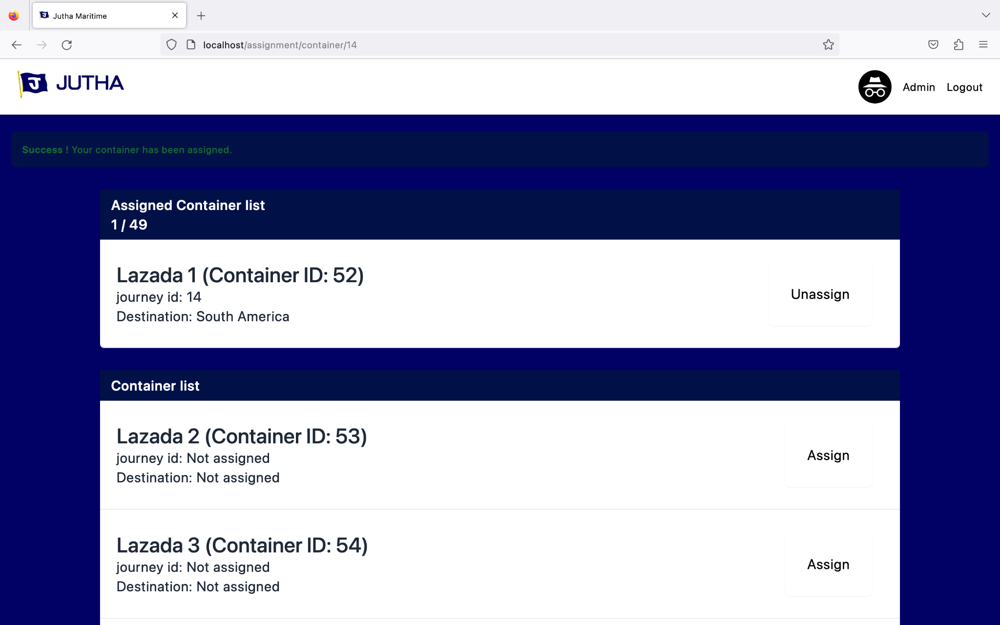 Jutha Maritime
localhost/assignment/container/14
J JUTHA
Admin Logout
Success ! Your container has been assigned.
Assigned Container list
1 / 49
Lazada 1 (Container ID: 52)
journey id: 14
Destination: South America
Unassign
Container list
Lazada 2 (Container ID: 53)
journey id: Not assigned
Destination: Not assigned
Assign
Lazada 3 (Container ID: 54)
journey id: Not assigned
Destination: Not assigned
Assign